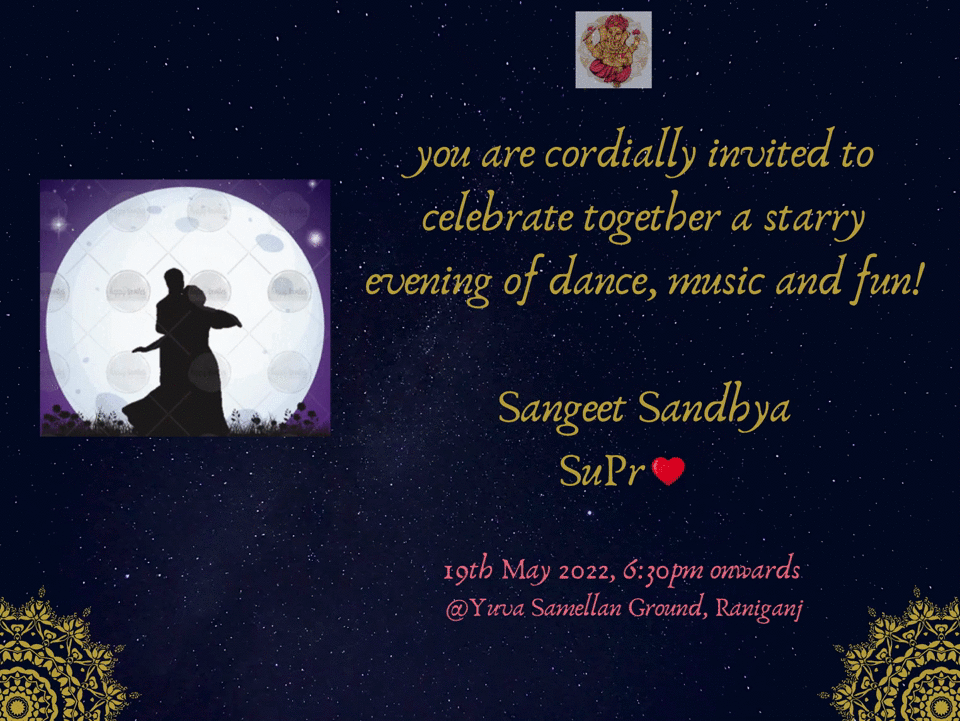 you are cordially invited to
celebrate together a starry
evening of dance, music and fun!
Sangeet Sandhya
SuPr❤
19th May 2022, 6:30pm onwards
@Yuva Samellan Ground, Raniganj